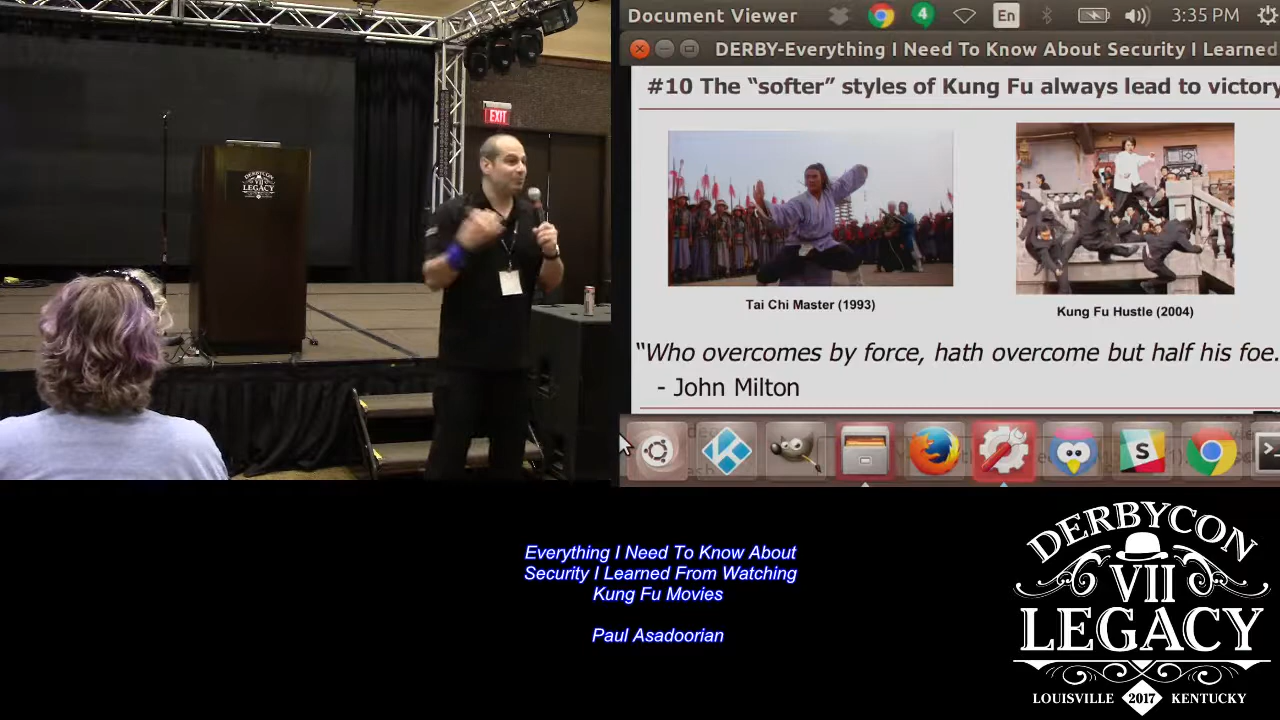 EXIT
DERBYCON
VII
LEGACY
Document Viewer
4
En
3:35 PM
DERBY-Everything I Need To Know About Security I Learned
#10 The “softer” styles of Kung Fu always lead to victory
Tai Chi Master (1993)
Kung Fu Hustle (2004)
“Who overcomes by force, hath overcome but half his foe.
- John Milton
S
>_
Everything I Need To Know About
Security I Learned From Watching
Kung Fu Movies
Paul Asadoorian
DERBYCON
VII
LEGACY
LOUISVILLE 2017 KENTUCKY